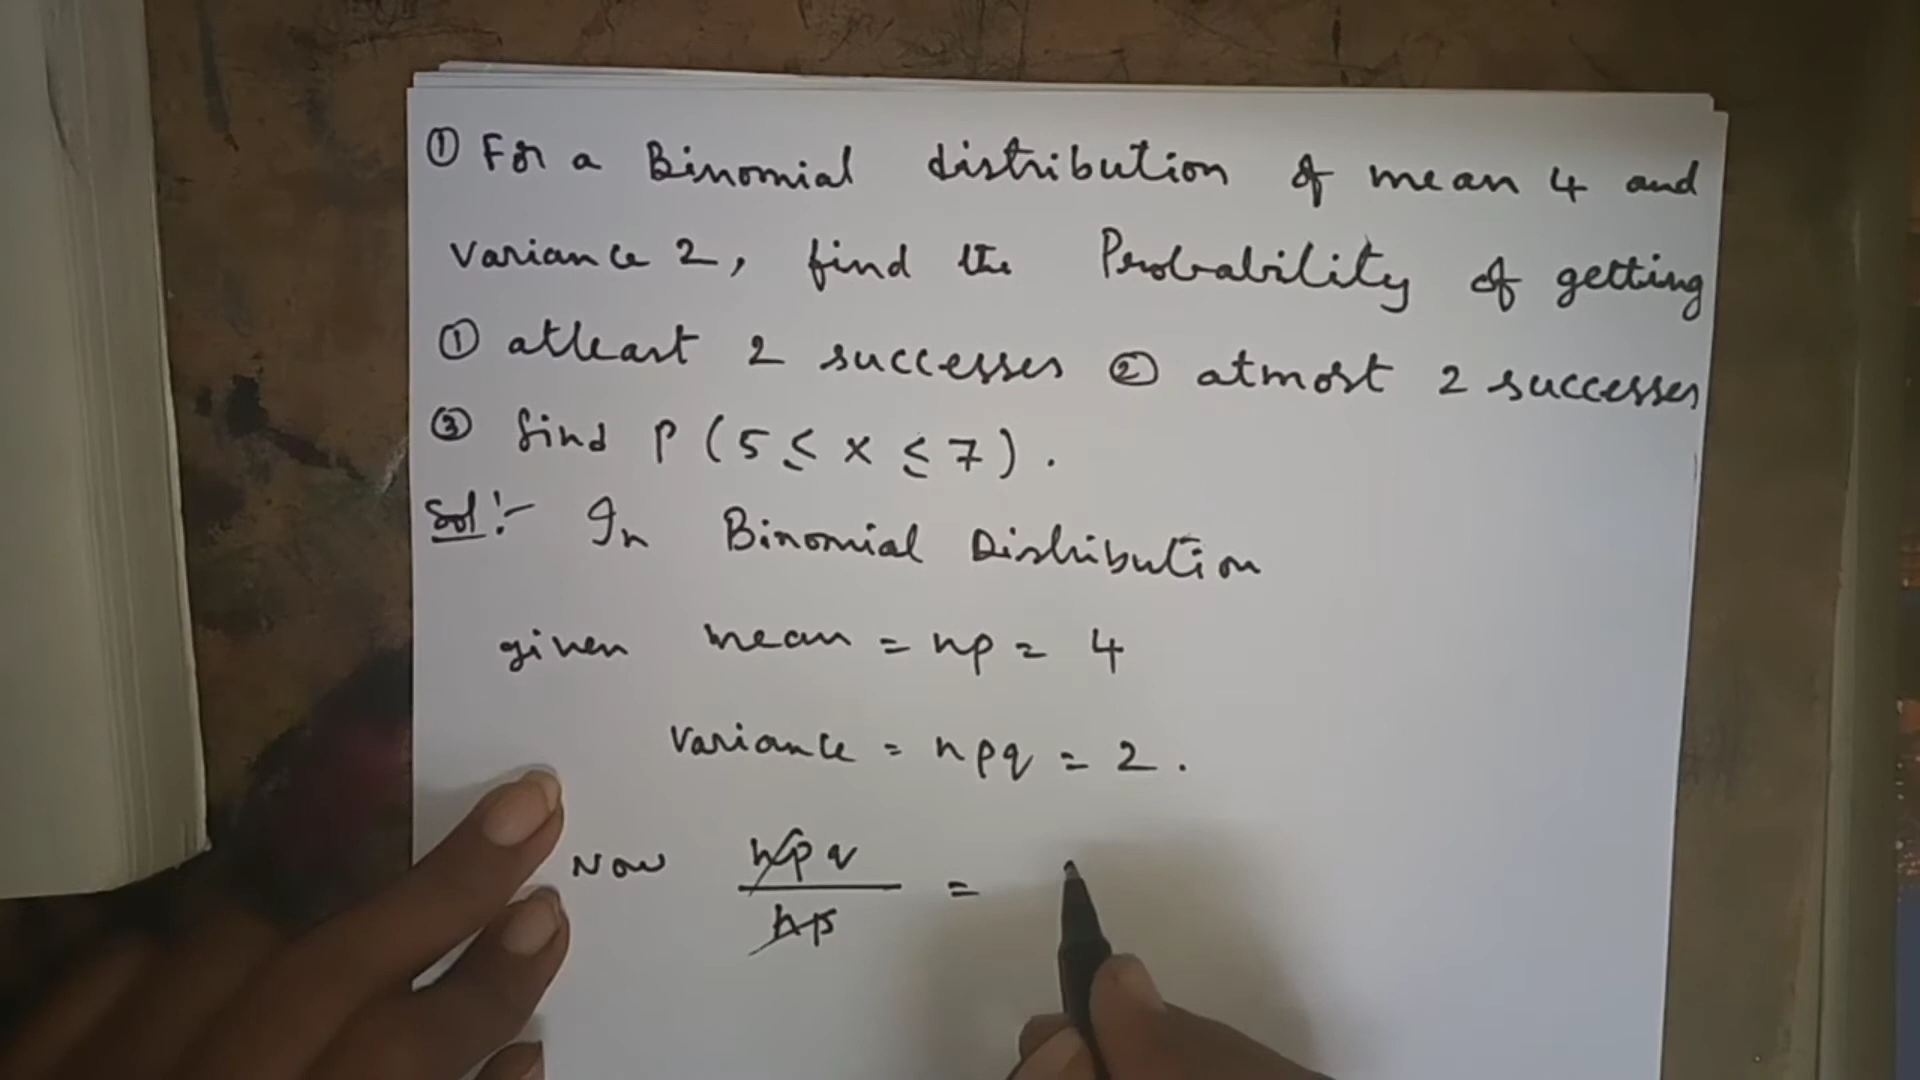 ① For a Binomial distribution of mean 4 and
variance 2, find the Probability of getting
① atleast 2 successes ② atmost 2 successes
③ find P (5 ≤ x ≤ 7) .
Sol :- In Binomial Distribution
given mean = np = 4
variance = npq = 2 .
Now npq / np =